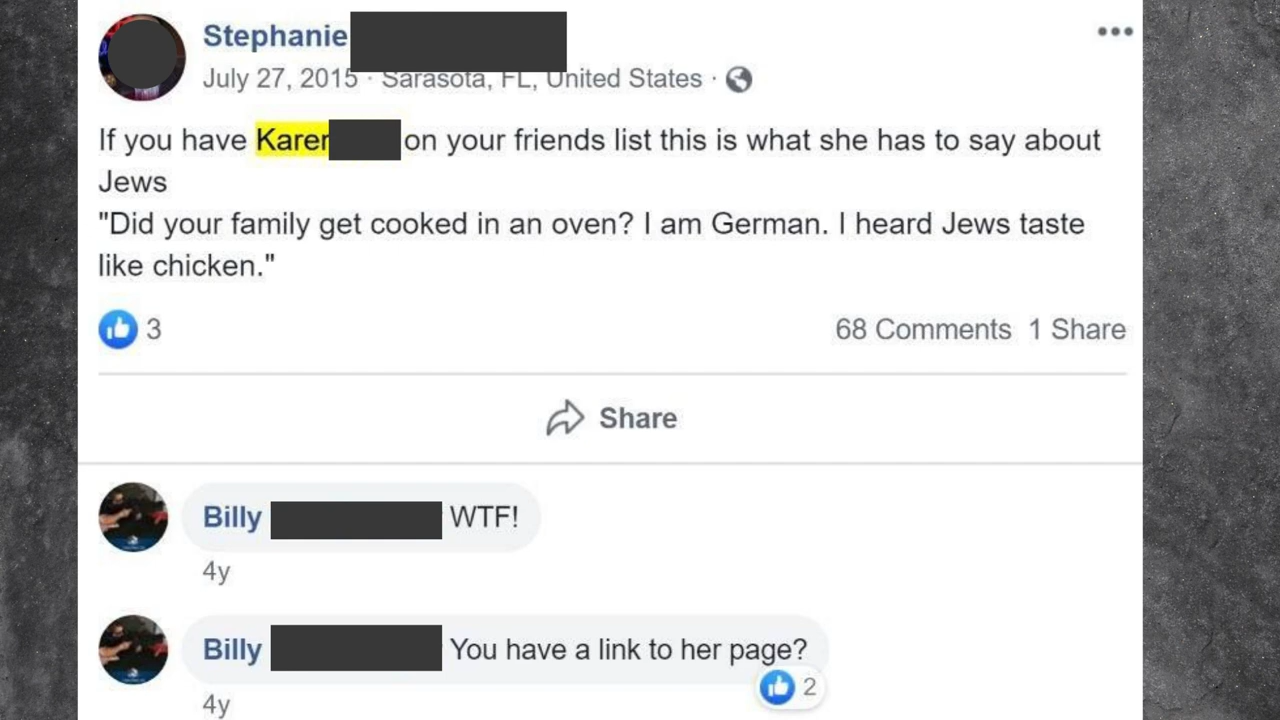 Stephanie
July 27, 2015 · Sarasota, FL, United States ·
If you have Karen on your friends list this is what she has to say about
Jews
"Did your family get cooked in an oven? I am German. I heard Jews taste
like chicken."
3
68 Comments 1 Share
Share
Billy WTF!
4y
Billy You have a link to her page?
2
4y